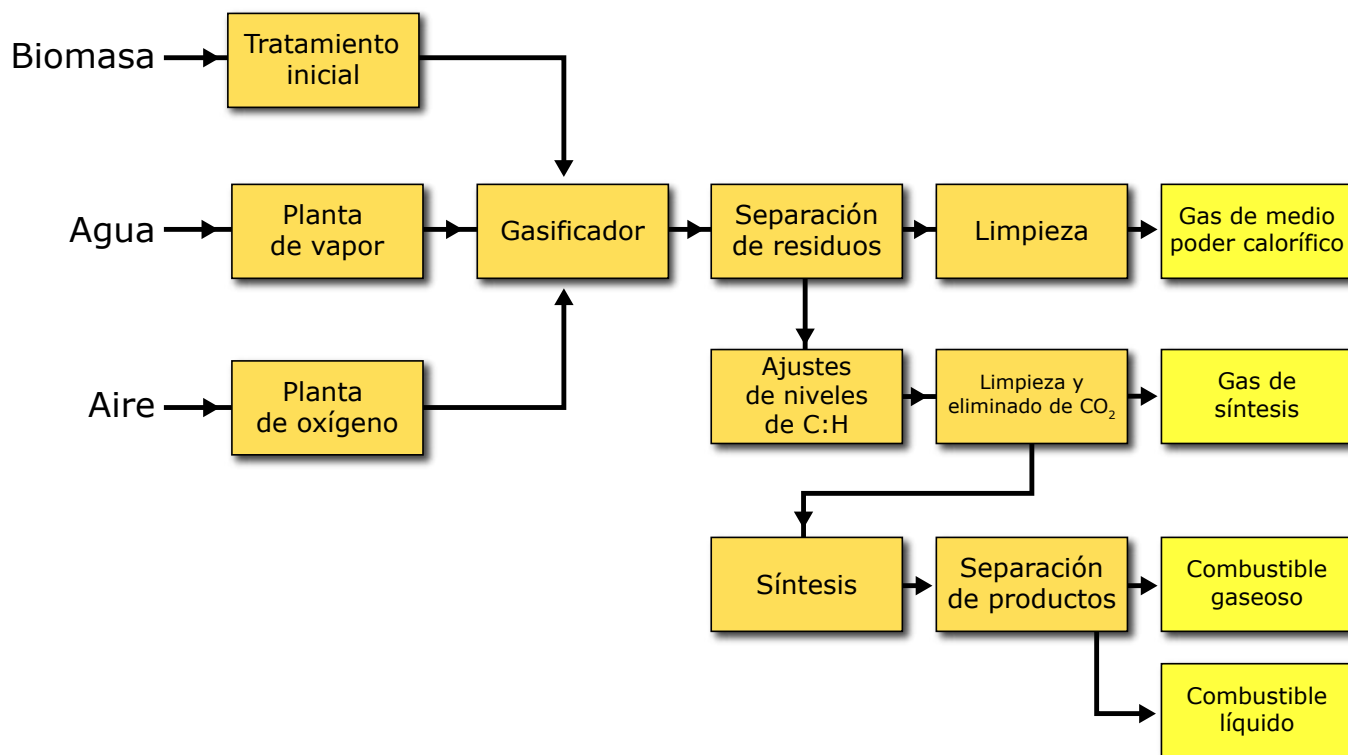 Biomasa
Tratamiento
inicial
Agua
Planta
de vapor
Gasificador
Separación
de residuos
Limpieza
Gas de medio
poder calorífico
Aire
Planta
de oxígeno
Ajustes
de niveles
de C:H
Limpieza y
eliminado de CO₂
Gas de
síntesis
Síntesis
Separación
de productos
Combustible
gaseoso
Combustible
líquido